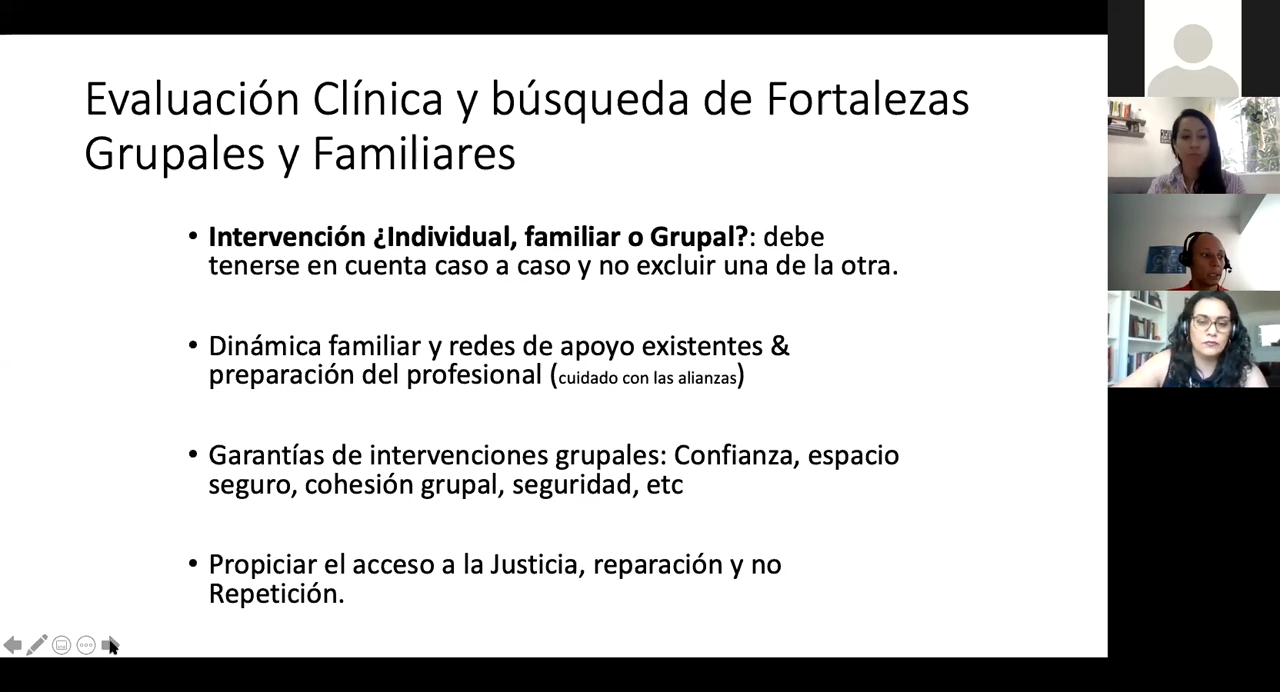 Evaluación Clínica y búsqueda de Fortalezas
Grupales y Familiares
• Intervención ¿Individual, familiar o Grupal?: debe
tenerse en cuenta caso a caso y no excluir una de la otra.
• Dinámica familiar y redes de apoyo existentes &
preparación del profesional (cuidado con las alianzas)
• Garantías de intervenciones grupales: Confianza, espacio
seguro, cohesión grupal, seguridad, etc
• Propiciar el acceso a la Justicia, reparación y no
Repetición.